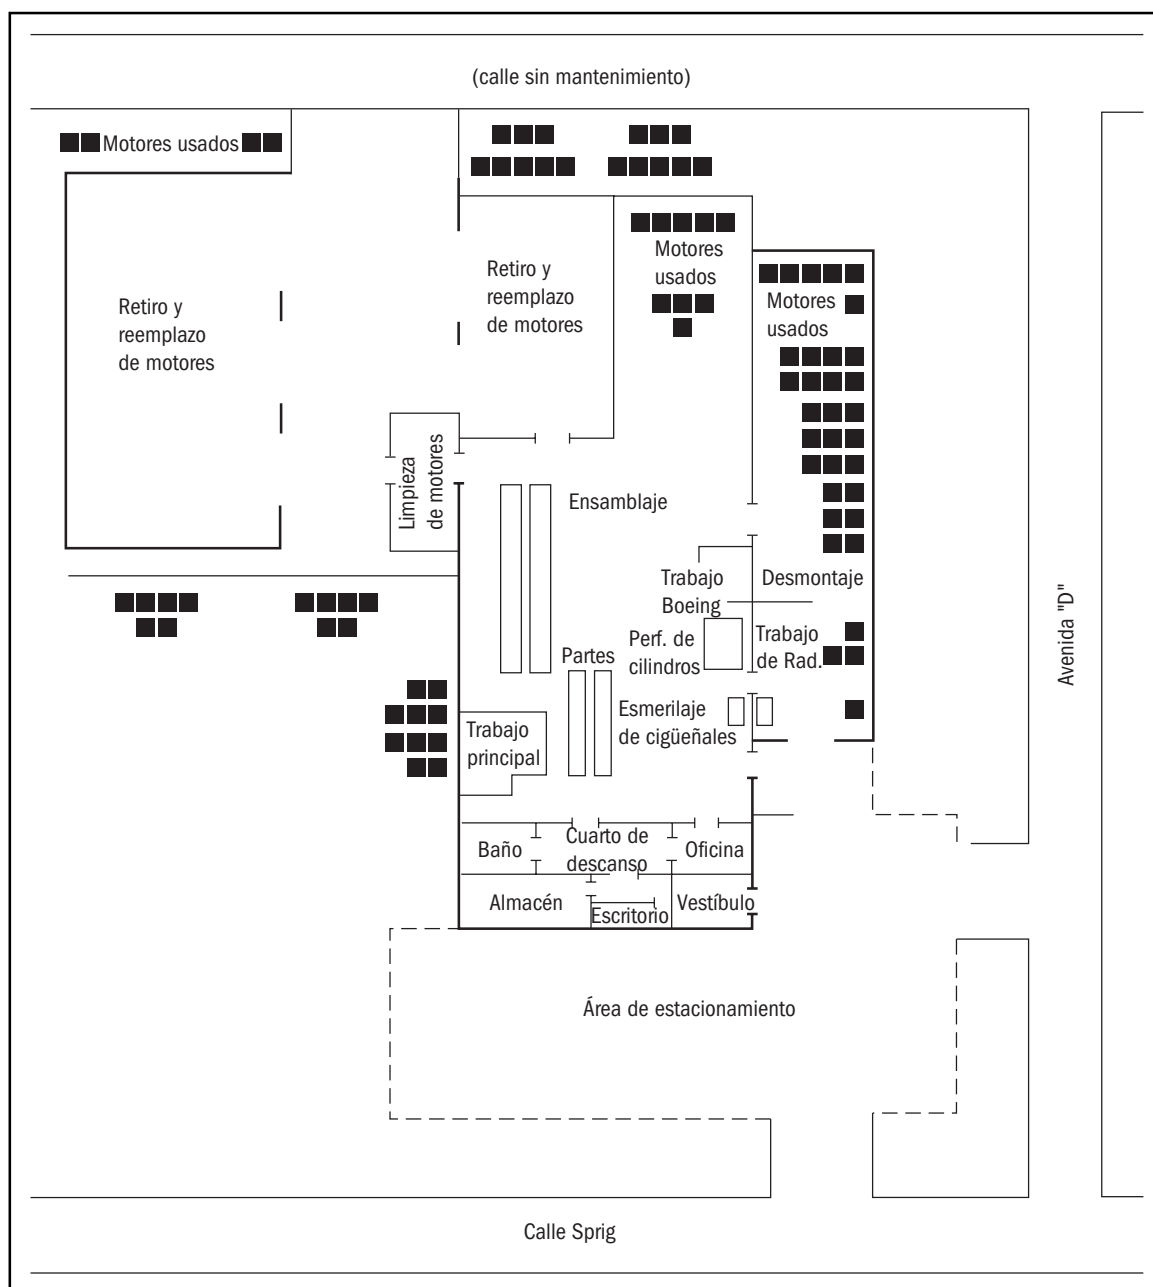 (calle sin mantenimiento)
Motores usados
Motores
usados
Retiro y
reemplazo
de motores
Motores
usados
Retiro y
reemplazo
de motores
Limpieza
de motores
Ensamblaje
Trabajo
Boeing
Desmontaje
Perf. de
cilindros
Trabajo
de Rad.
Partes
Esmerilaje
de cigüeñales
Trabajo
principal
Avenida "D"
Baño
Cuarto de
descanso
Oficina
Almacén
Escritorio
Vestíbulo
Área de estacionamiento
Calle Sprig